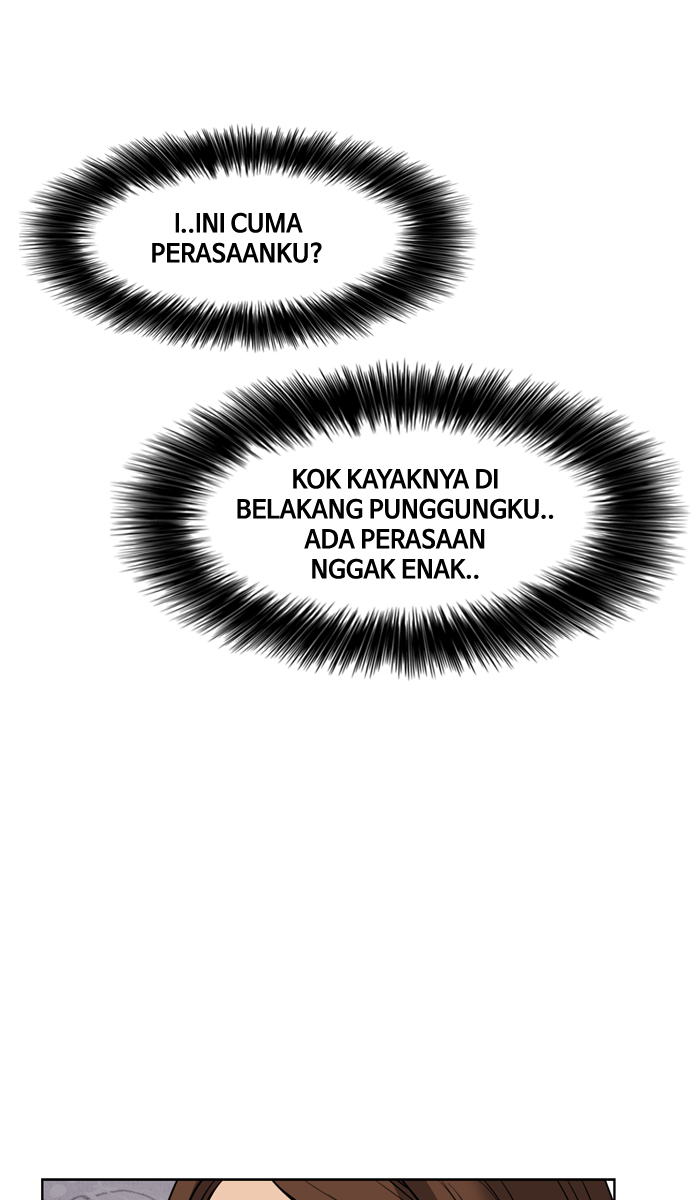 I..INI CUMA
PERASAANKU?
KOK KAYAKNYA DI
BELAKANG PUNGGUNGKU..
ADA PERASAAN
NGGAK ENAK..